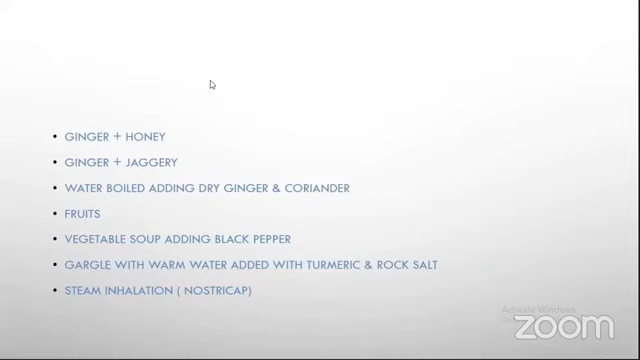 • GINGER + HONEY
• GINGER + JAGGERY
• WATER BOILED ADDING DRY GINGER & CORIANDER
• FRUITS
• VEGETABLE SOUP ADDING BLACK PEPPER
• GARGLE WITH WARM WATER ADDED WITH TURMERIC & ROCK SALT
• STEAM INHALATION ( NOSTRICAP)
Activate Windows
zoom